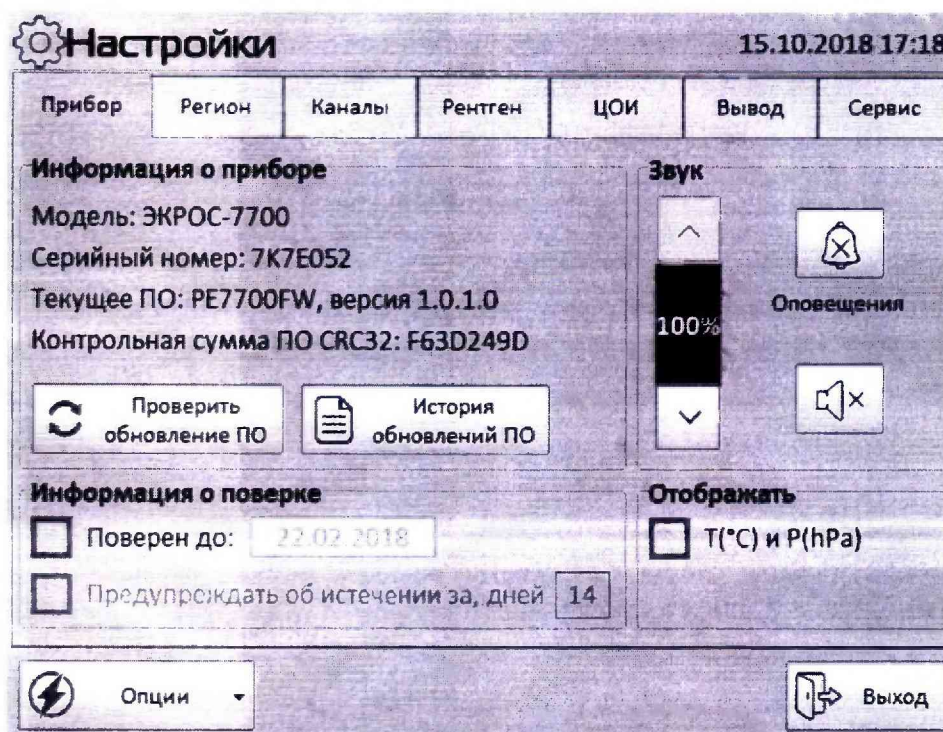 Настройки
15.10.2018 17:18
Прибор
Регион
Каналы
Рентген
ЦОИ
Вывод
Сервис
Информация о приборе
Модель: ЭКРОС-7700
Серийный номер: 7K7E052
Текущее ПО: PE7700FW, версия 1.0.1.0
Контрольная сумма ПО CRC32: F63D249D
Проверить
обновление ПО
История
обновлений ПО
Звук
100%
Оповещения
Информация о поверке
Поверен до: 22.02.2018
Предупреждать об истечении за, дней 14
Отображать
T(°C) и P(hPa)
Опции
Выход